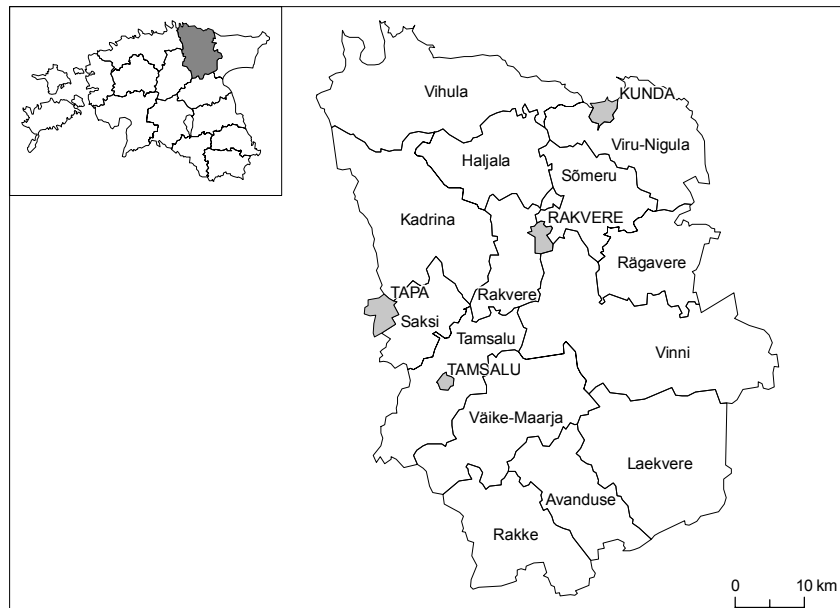 Vihula
KUNDA
Viru-Nigula
Haljala
Sõmeru
Kadrina
RAKVERE
Rägavere
TAPA
Rakvere
Saksi
Tamsalu
Vinni
TAMSALU
Väike-Maarja
Laekvere
Avanduse
Rakke
0 10 km